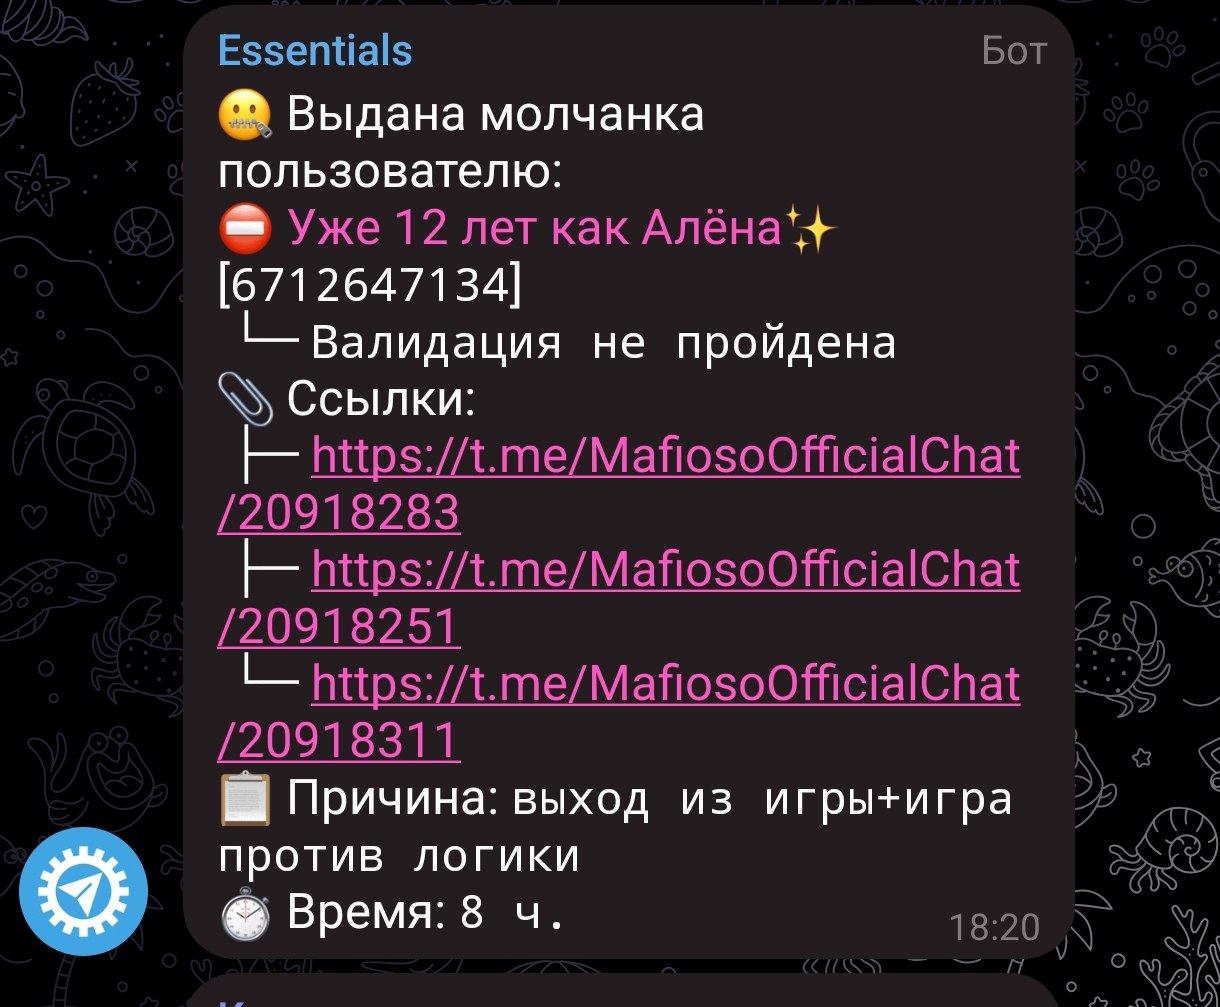 Essentials Бот
🤐 Выдана молчанка
пользователю:
⛔ Уже 12 лет как Алёна✨
[6712647134]
└─ Валидация не пройдена
📎 Ссылки:
├─ https://t.me/MafiosoOfficialChat
/20918283
├─ https://t.me/MafiosoOfficialChat
/20918251
└─ https://t.me/MafiosoOfficialChat
/20918311
📋 Причина: выход из игры+игра
против логики
⏱ Время: 8 ч.
18:20